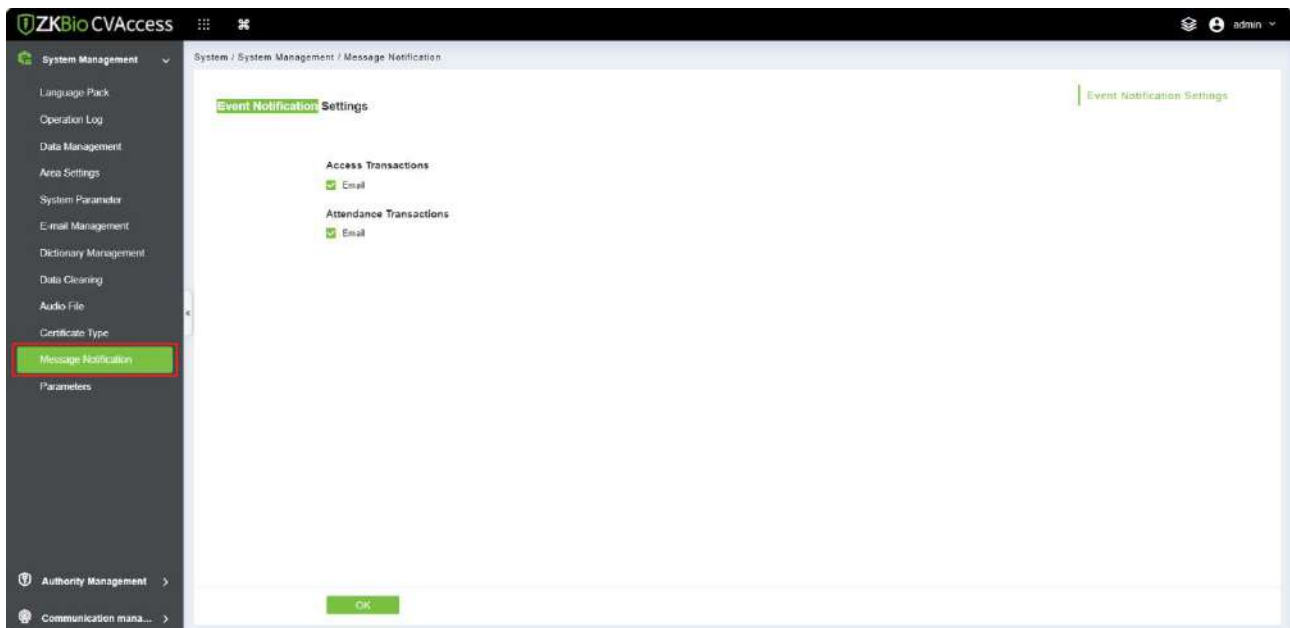 ZKBio CVAccess
admin
System Management
System / System Management / Message Notification
Language Pack
Operation Log
Data Management
Area Settings
System Parameter
E-mail Management
Dictionary Management
Data Cleaning
Audio File
Certificate Type
Message Notification
Parameters
Authority Management
Communication mana...
Event Notification Settings
Event Notification Settings
Access Transactions
Email
Attendance Transactions
Email
OK